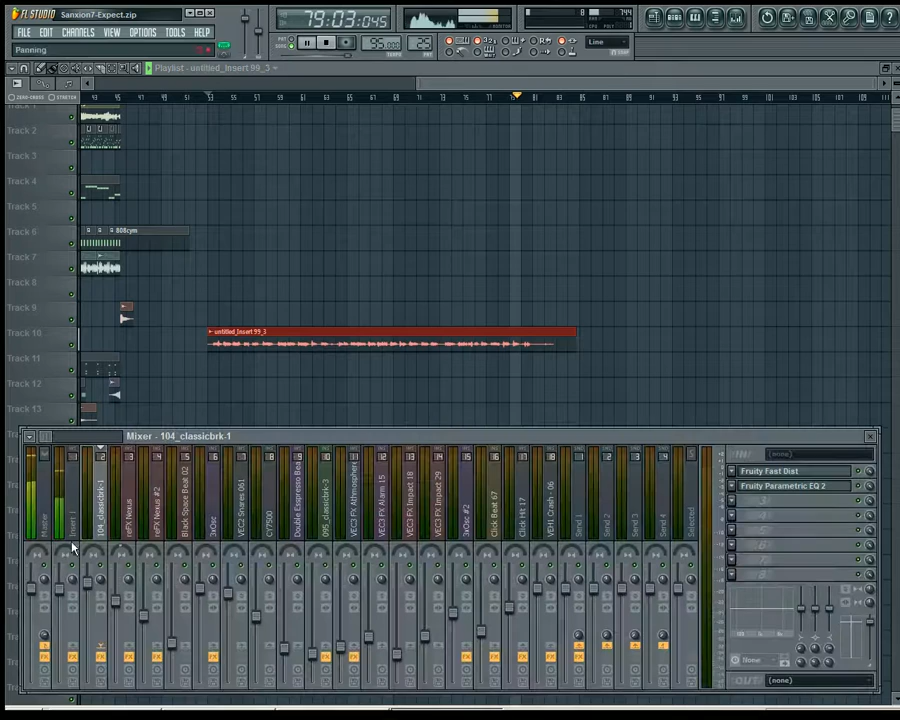 FL STUDIO Sanxion7-Expect.zip
79:03:045
FILE EDIT CHANNELS VIEW OPTIONS TOOLS HELP
Panning
Line
Playlist - untitled_Insert 99_3
ZERO-CROSS STRETCH
Track 2
Track 3
Track 4
Track 5
Track 6
808cym
Track 7
Track 8
Track 9
Track 10
untitled_Insert 99_3
Track 11
Track 12
Track 13
Mixer - 104_classicbrk-1
Master
Insert 1
104_classicbrk-1
reFX Nexus
reFX Nexus #2
Black Space Beat 02
3xOsc
VEC2 Snares 061
CY7500
Double Esspresso Bea
095_classicbrk-3
VEC3 FX Athmosphere
VEC3 FX Alarm 15
VEC3 FX Impact 18
VEC3 FX Impact 29
3xOsc #2
Click Beat 67
Click Hit 17
VEH1 Crash - 06
Send 1
Send 2
Send 3
Send 4
Selected
(none)
Fruity Fast Dist
Fruity Parametric EQ 2
None
OUT
(none)